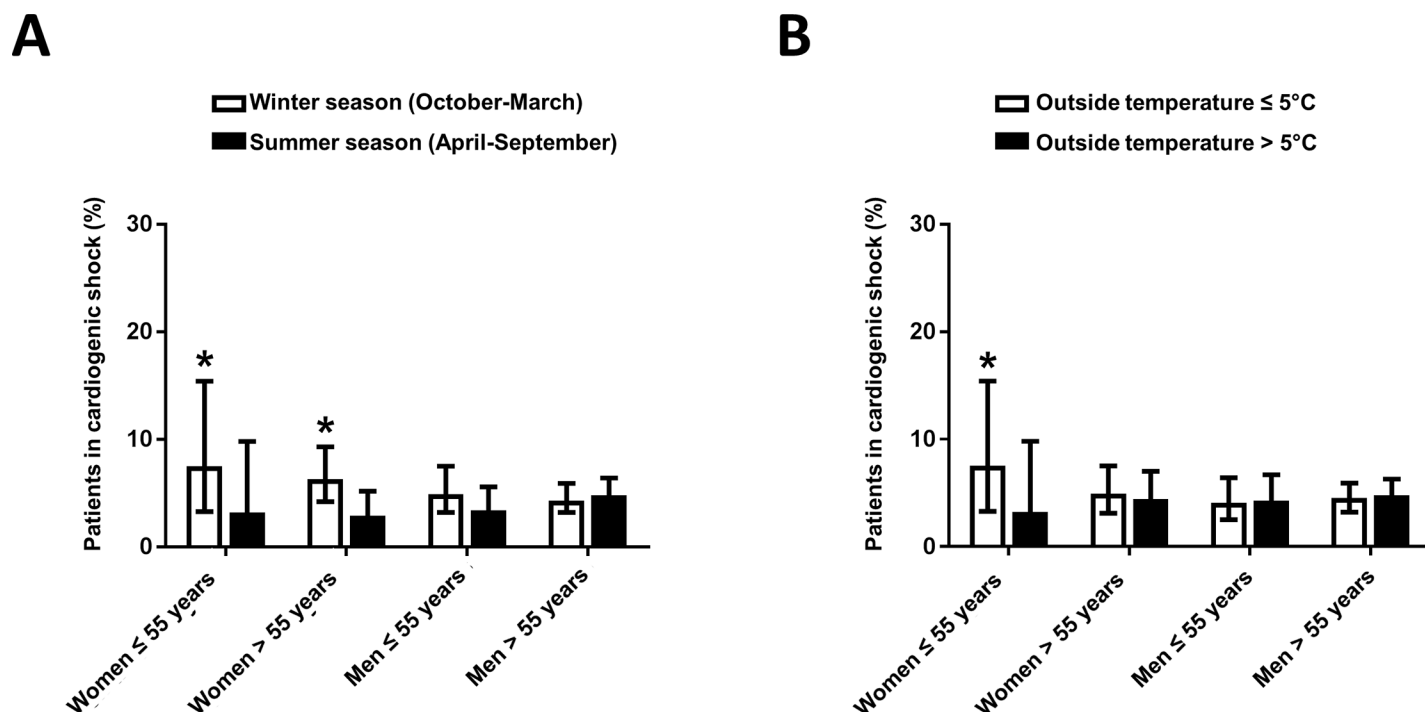 A
Winter season (October-March)
Summer season (April-September)
Patients in cardiogenic shock (%)
30
20
10
0
*
*
Women ≤ 55 years
Women > 55 years
Men ≤ 55 years
Men > 55 years
B
Outside temperature ≤ 5°C
Outside temperature > 5°C
Patients in cardiogenic shock (%)
30
20
10
0
*
Women ≤ 55 years
Women > 55 years
Men ≤ 55 years
Men > 55 years